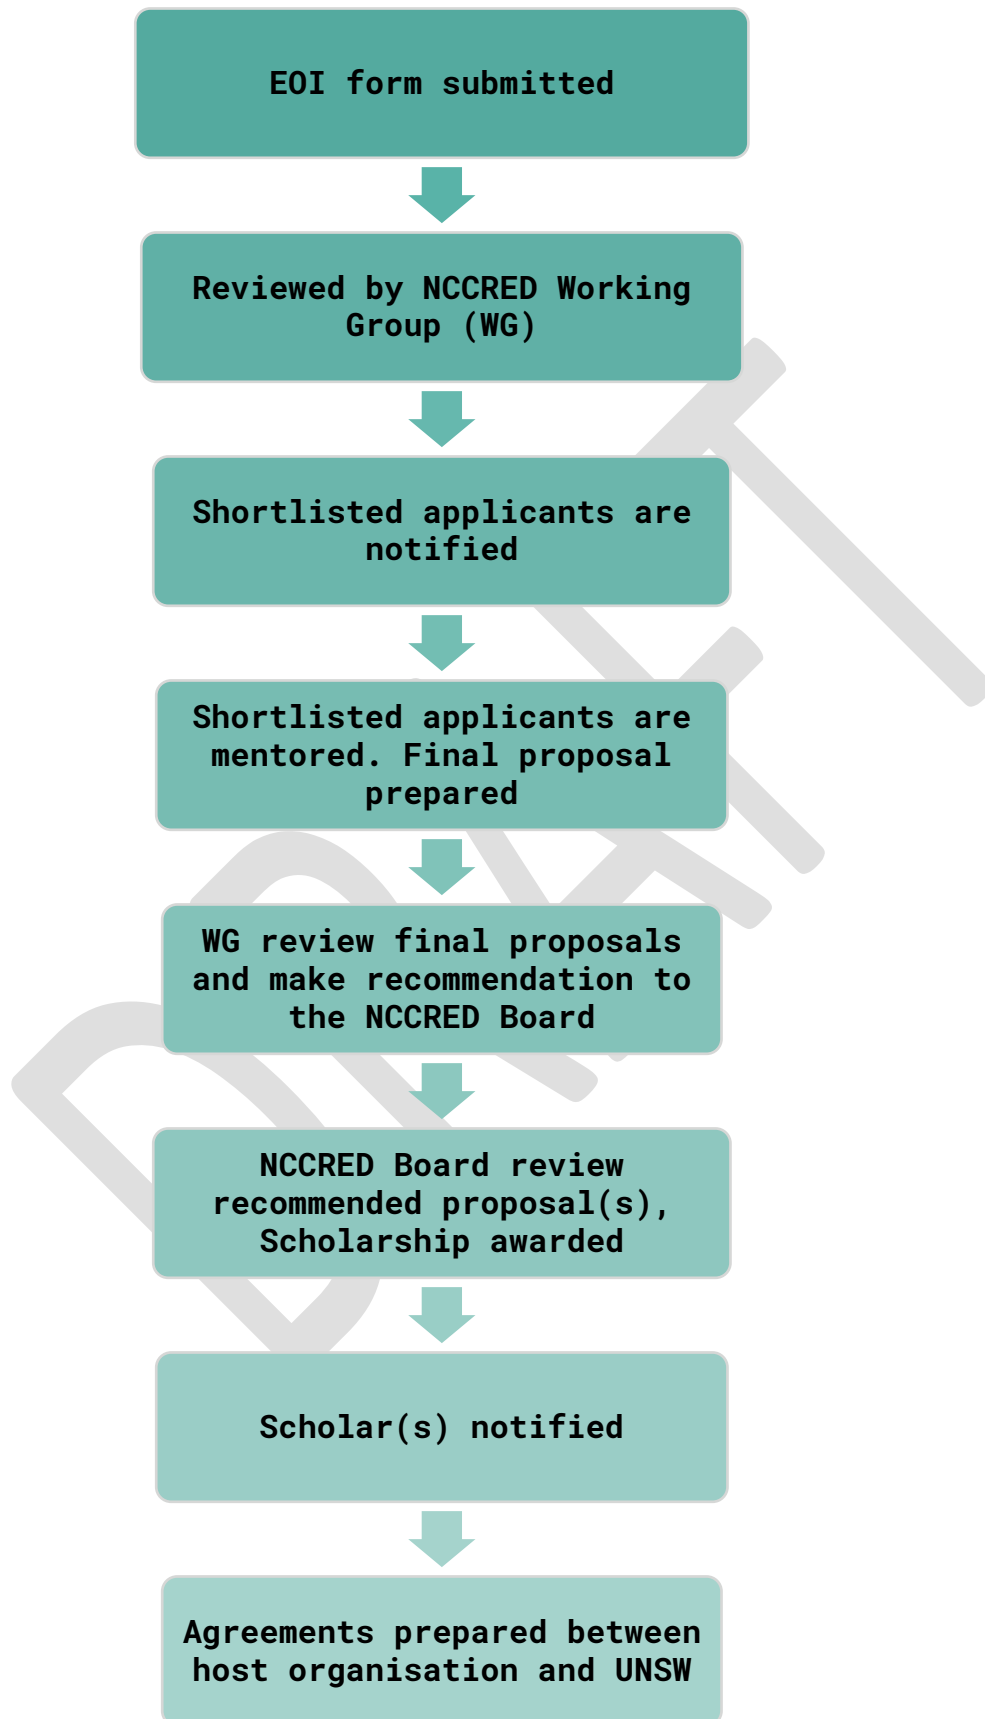 EOI form submitted
Reviewed by NCCRED Working
Group (WG)
Shortlisted applicants are
notified
Shortlisted applicants are
mentored. Final proposal
prepared
WG review final proposals
and make recommendation to
the NCCRED Board
NCCRED Board review
recommended proposal(s),
Scholarship awarded
Scholar(s) notified
Agreements prepared between
host organisation and UNSW
DRAFT